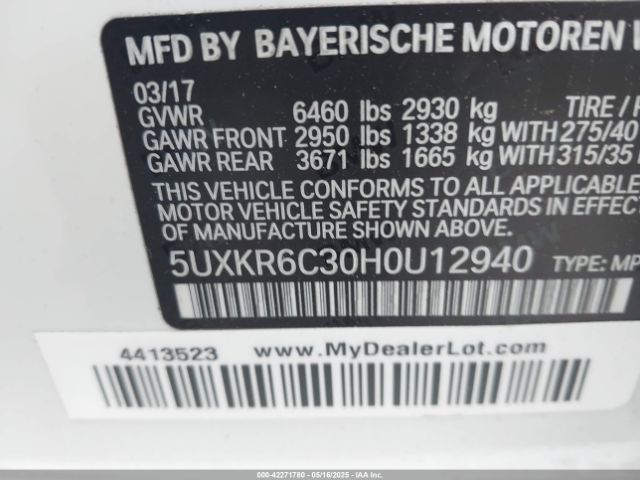 MFD BY BAYERISCHE MOTOREN W
03/17
GVWR 6460 lbs 2930 kg TIRE /
GAWR FRONT 2950 lbs 1338 kg WITH 275/40
GAWR REAR 3671 lbs 1665 kg WITH 315/35
THIS VEHICLE CONFORMS TO ALL APPLICABLE
MOTOR VEHICLE SAFETY STANDARDS IN EFFECT
MANUFACTURE SHOWN ABOVE.
5UXKR6C30H0U12940 TYPE: MP
4413523 www.MyDealerLot.com
000-42271780 - 05/16/2025 - IAA Inc. Copyright